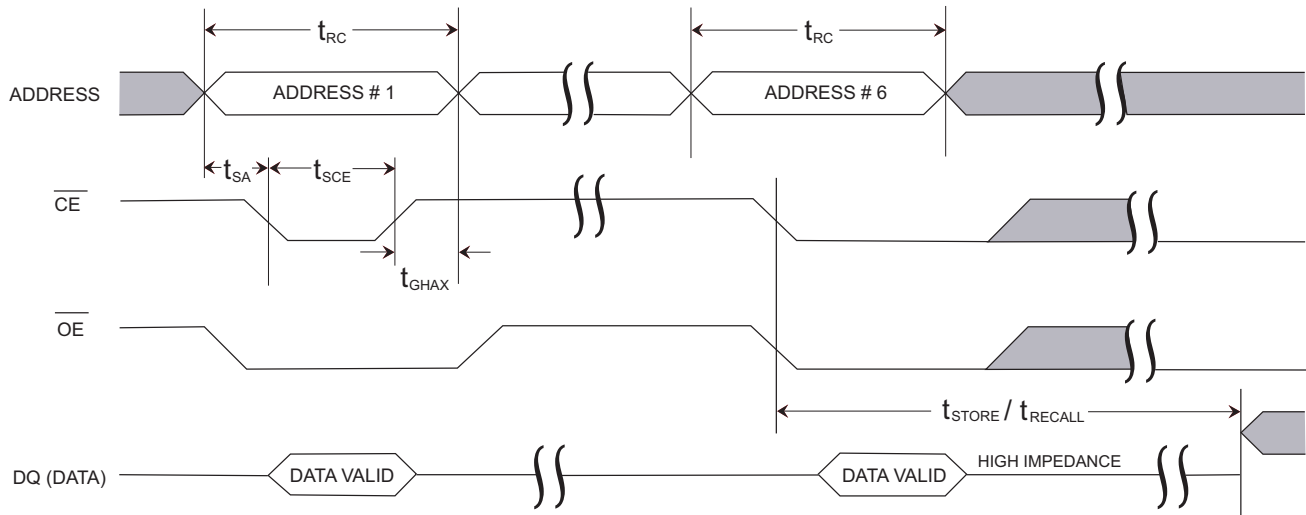 tRC
tRC
ADDRESS
ADDRESS # 1
ADDRESS # 6
tSA
tSCE
CE
tGHAX
OE
tSTORE / tRECALL
DQ (DATA)
DATA VALID
DATA VALID
HIGH IMPEDANCE